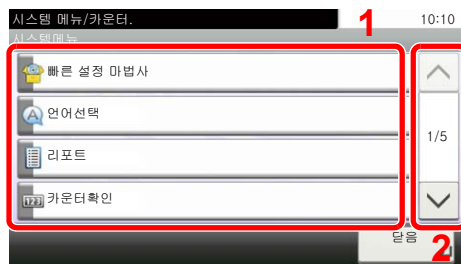 시스템 메뉴/카운터.
1
10:10
시스템메뉴
빠른 설정 마법사
언어선택
1/5
리포트
123
카운터확인
닫음
2